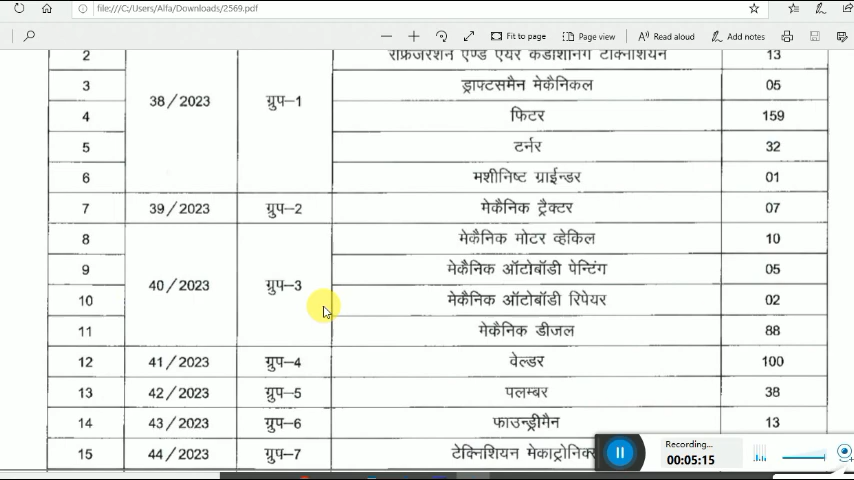 file:///C:/Users/Alfa/Downloads/2569.pdf
Fit to page Page view Read aloud Add notes
2 रेफ्रिजरेशन एण्ड एयर कंडीशनिंग टेक्निशियन 13
3 ड्राफ्टसमैन मेकैनिकल 05
38/2023 ग्रुप–1
4 फिटर 159
5 टर्नर 32
6 मशीनिष्ट ग्राईन्डर 01
7 39/2023 ग्रुप–2 मेकैनिक ट्रैक्टर 07
8 मेकैनिक मोटर व्हेकिल 10
9 मेकैनिक ऑटोबॉडी पेन्टिंग 05
40/2023 ग्रुप–3
10 मेकैनिक ऑटोबॉडी रिपेयर 02
11 मेकैनिक डीजल 88
12 41/2023 ग्रुप–4 वेल्डर 100
13 42/2023 ग्रुप–5 पलम्बर 38
14 43/2023 ग्रुप–6 फाउन्ड्रीमैन 13
15 44/2023 ग्रुप–7 टेक्निशियन मेकाट्रोनिक्स
Recording...
00:05:15